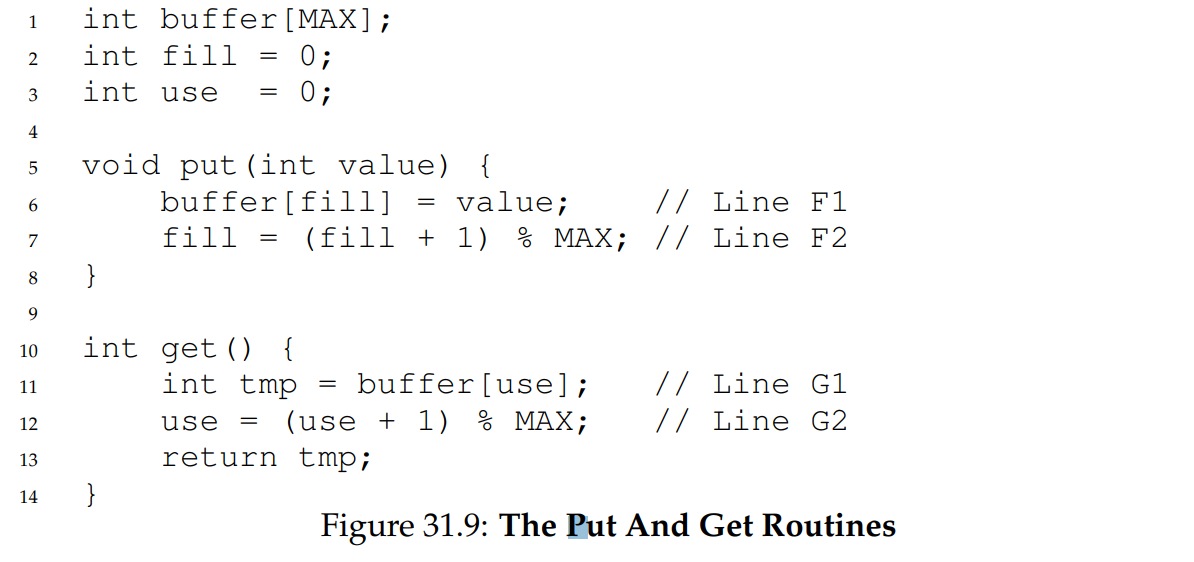 1 int buffer[MAX];
2 int fill = 0;
3 int use  = 0;
4
5 void put(int value) {
6     buffer[fill] = value;    // Line F1
7     fill = (fill + 1) % MAX; // Line F2
8 }
9
10 int get() {
11     int tmp = buffer[use];   // Line G1
12     use = (use + 1) % MAX;   // Line G2
13     return tmp;
14 }
Figure 31.9: The Put And Get Routines